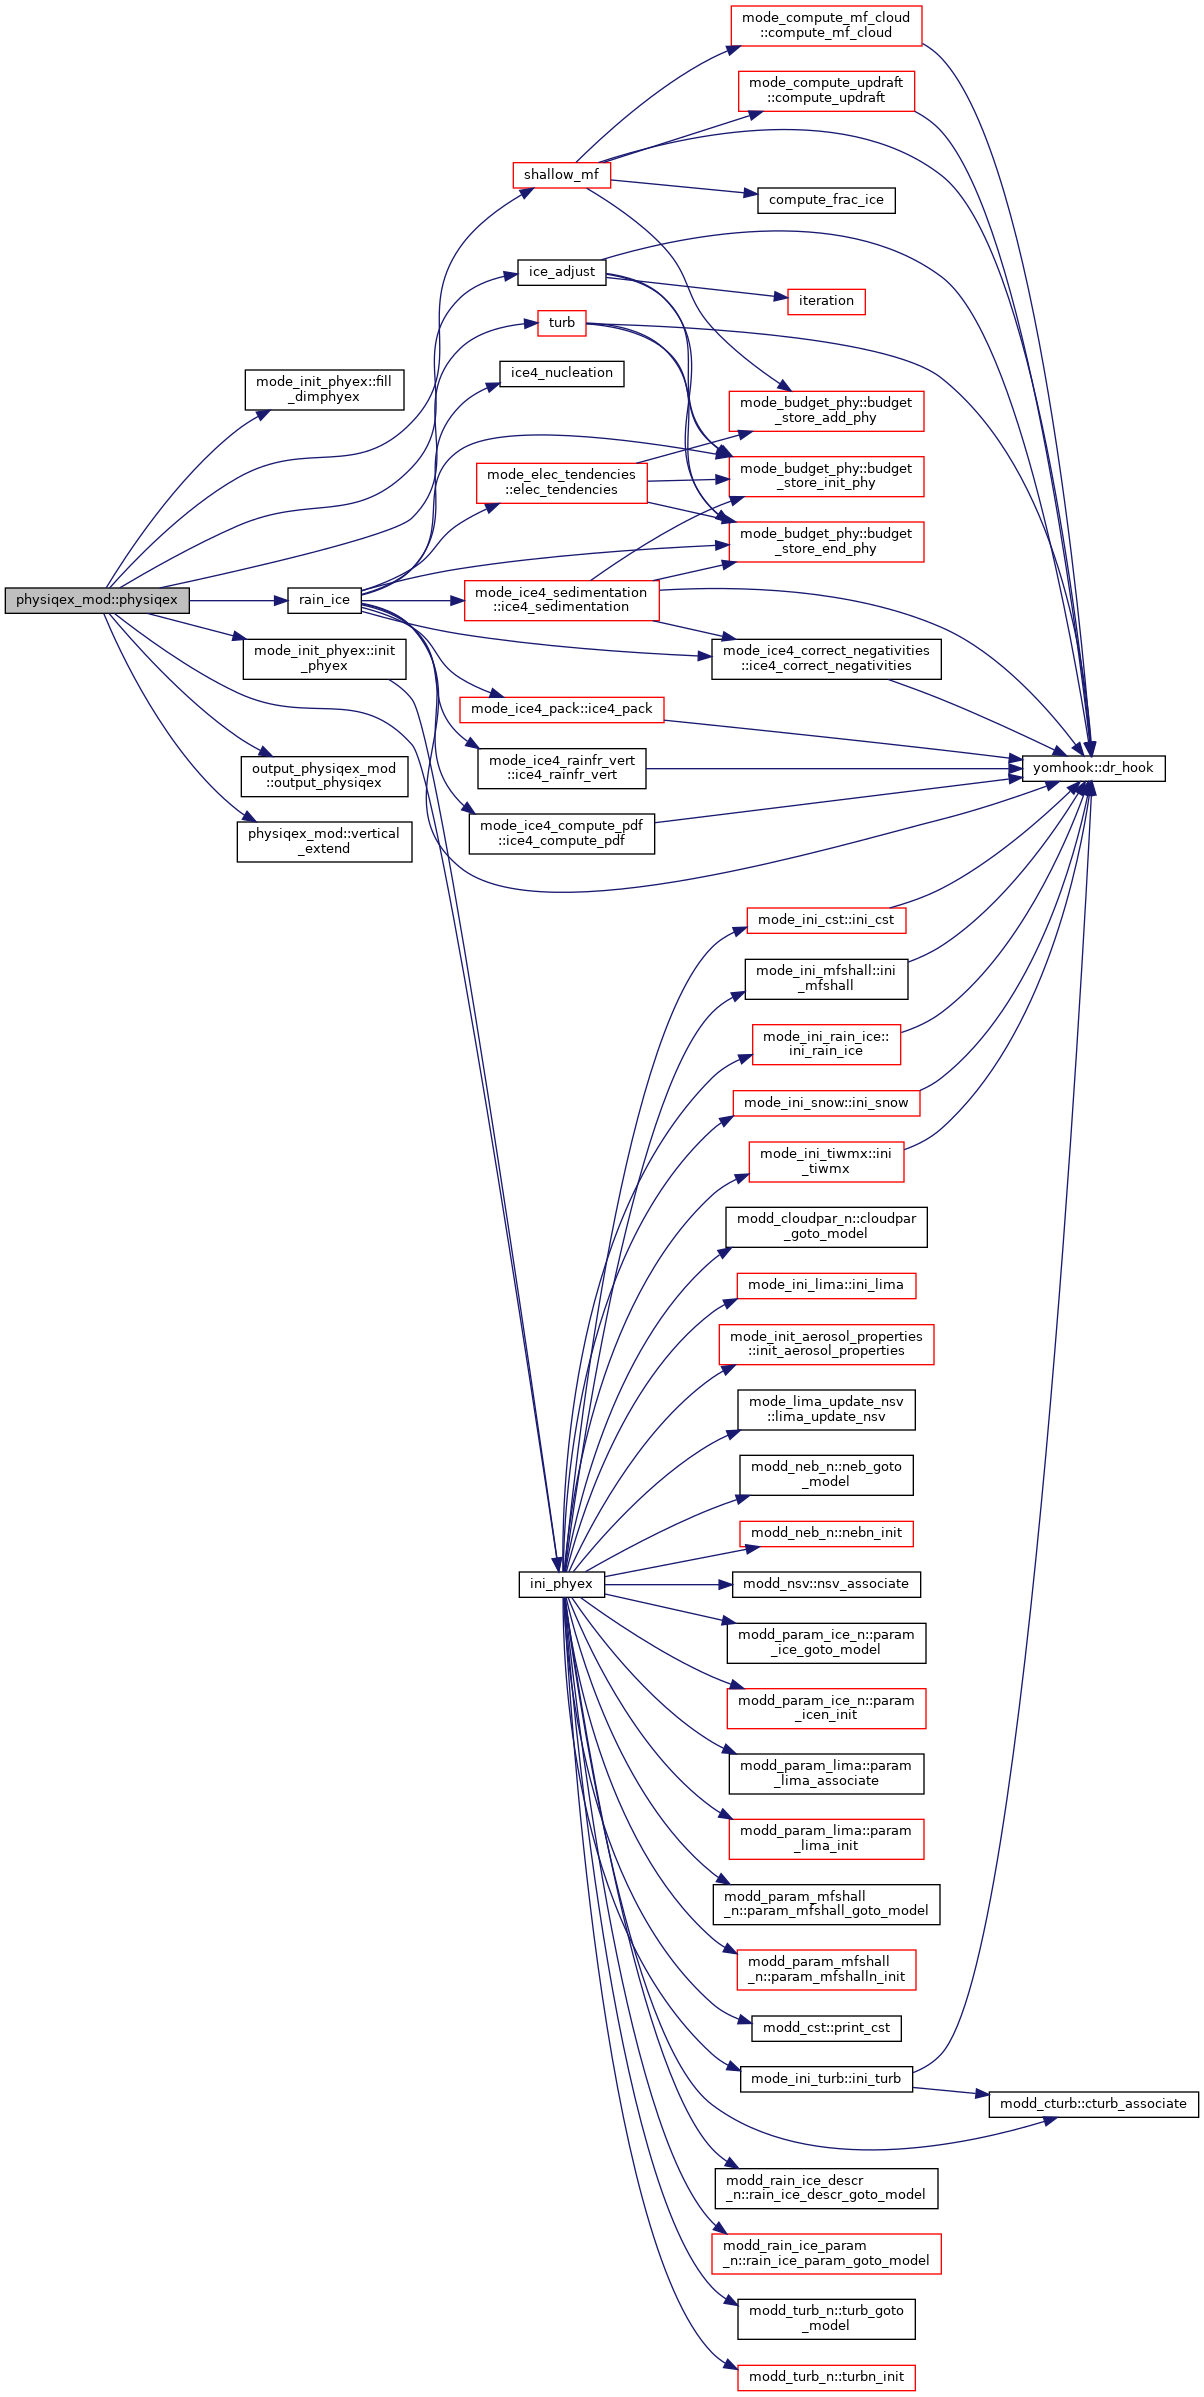 mode_compute_mf_cloud
::compute_mf_cloud
mode_compute_updraft
::compute_updraft
shallow_mf
compute_frac_ice
ice_adjust
iteration
turb
ice4_nucleation
mode_init_phyex::fill
_dimphyex
mode_budget_phy::budget
_store_add_phy
mode_elec_tendencies
::elec_tendencies
mode_budget_phy::budget
_store_init_phy
mode_budget_phy::budget
_store_end_phy
physiqex_mod::physiqex
rain_ice
mode_ice4_sedimentation
::ice4_sedimentation
mode_init_phyex::init
_phyex
mode_ice4_correct_negativities
::ice4_correct_negativities
mode_ice4_pack::ice4_pack
output_physiqex_mod
::output_physiqex
mode_ice4_rainfr_vert
::ice4_rainfr_vert
yomhook::dr_hook
physiqex_mod::vertical
_extend
mode_ice4_compute_pdf
::ice4_compute_pdf
mode_ini_cst::ini_cst
mode_ini_mfshall::ini
_mfshall
mode_ini_rain_ice::
ini_rain_ice
mode_ini_snow::ini_snow
mode_ini_tiwmx::ini
_tiwmx
modd_cloudpar_n::cloudpar
_goto_model
mode_ini_lima::ini_lima
mode_init_aerosol_properties
::init_aerosol_properties
mode_lima_update_nsv
::lima_update_nsv
modd_neb_n::neb_goto
_model
modd_neb_n::nebn_init
ini_phyex
modd_nsv::nsv_associate
modd_param_ice_n::param
_ice_goto_model
modd_param_ice_n::param
_icen_init
modd_param_lima::param
_lima_associate
modd_param_lima::param
_lima_init
modd_param_mfshall
_n::param_mfshall_goto_model
modd_param_mfshall
_n::param_mfshalln_init
modd_cst::print_cst
mode_ini_turb::ini_turb
modd_cturb::cturb_associate
modd_rain_ice_descr
_n::rain_ice_descr_goto_model
modd_rain_ice_param
_n::rain_ice_param_goto_model
modd_turb_n::turb_goto
_model
modd_turb_n::turbn_init